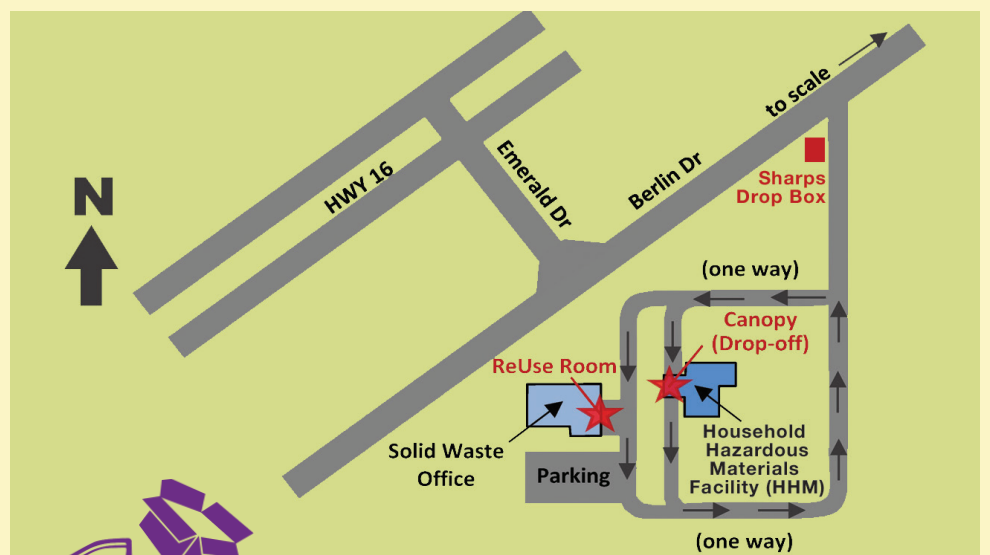 N
HWY 16
Emerald Dr
Berlin Dr
to scale
Sharps
Drop Box
(one way)
Canopy
(Drop-off)
ReUse Room
Solid Waste
Office
Household
Hazardous
Materials
Facility (HHM)
Parking
(one way)